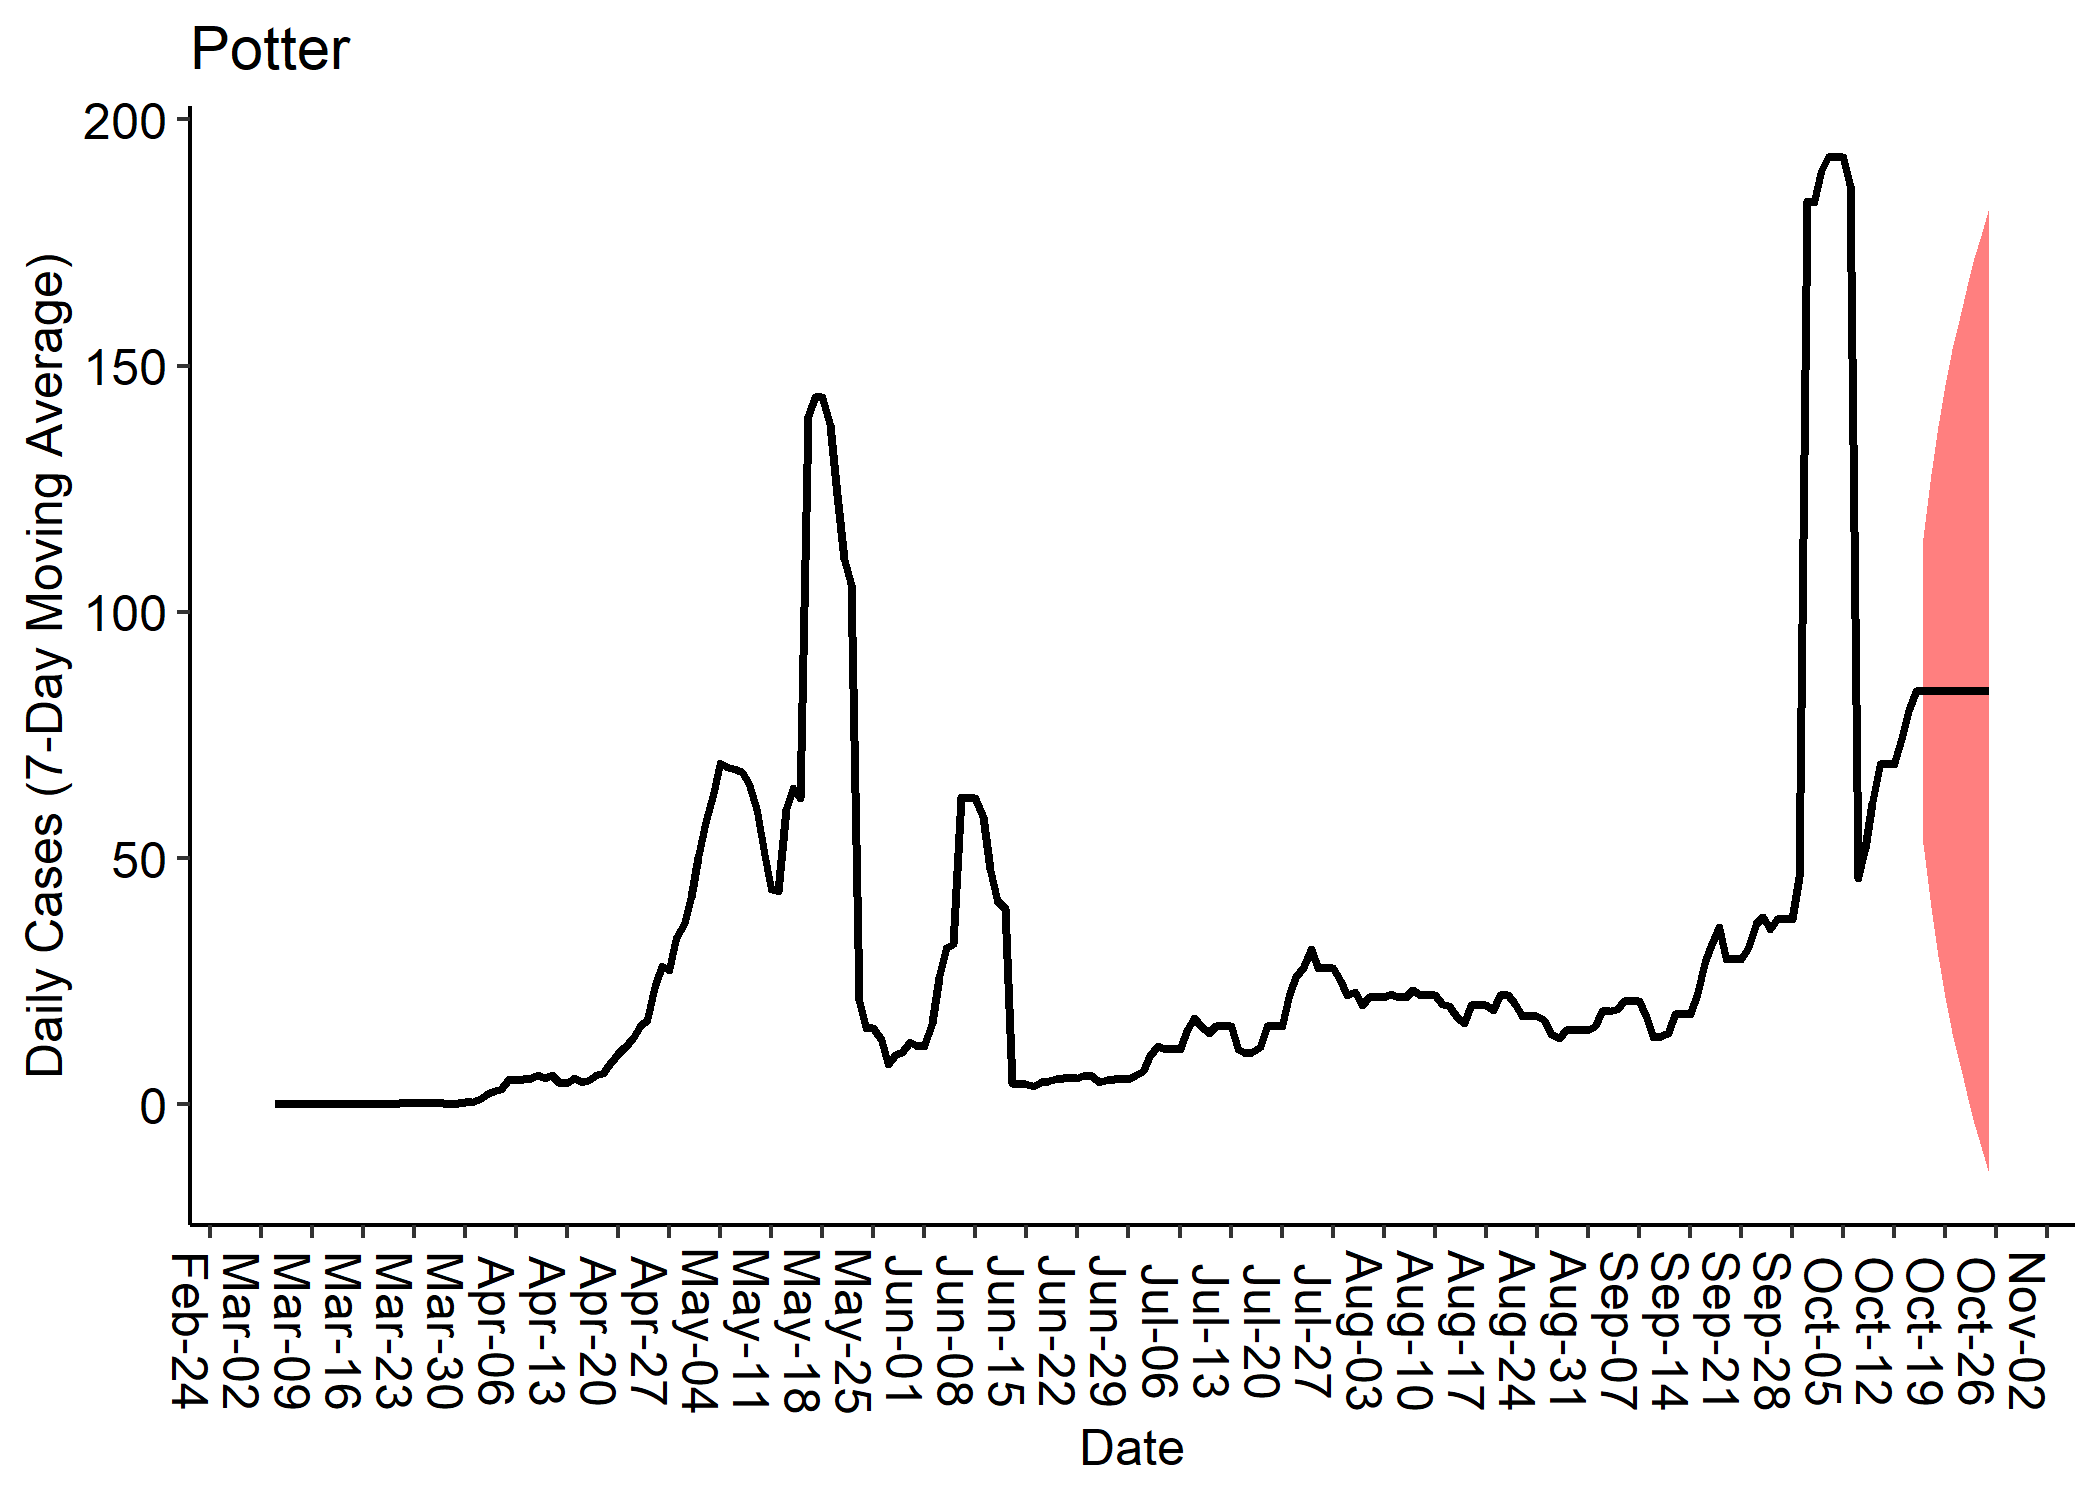 Potter
Daily Cases (7-Day Moving Average)
200
150
100
50
0
Feb-24
Mar-02
Mar-09
Mar-16
Mar-23
Mar-30
Apr-06
Apr-13
Apr-20
Apr-27
May-04
May-11
May-18
May-25
Jun-01
Jun-08
Jun-15
Jun-22
Jun-29
Jul-06
Jul-13
Jul-20
Jul-27
Aug-03
Aug-10
Aug-17
Aug-24
Aug-31
Sep-07
Sep-14
Sep-21
Sep-28
Oct-05
Oct-12
Oct-19
Oct-26
Nov-02
Date